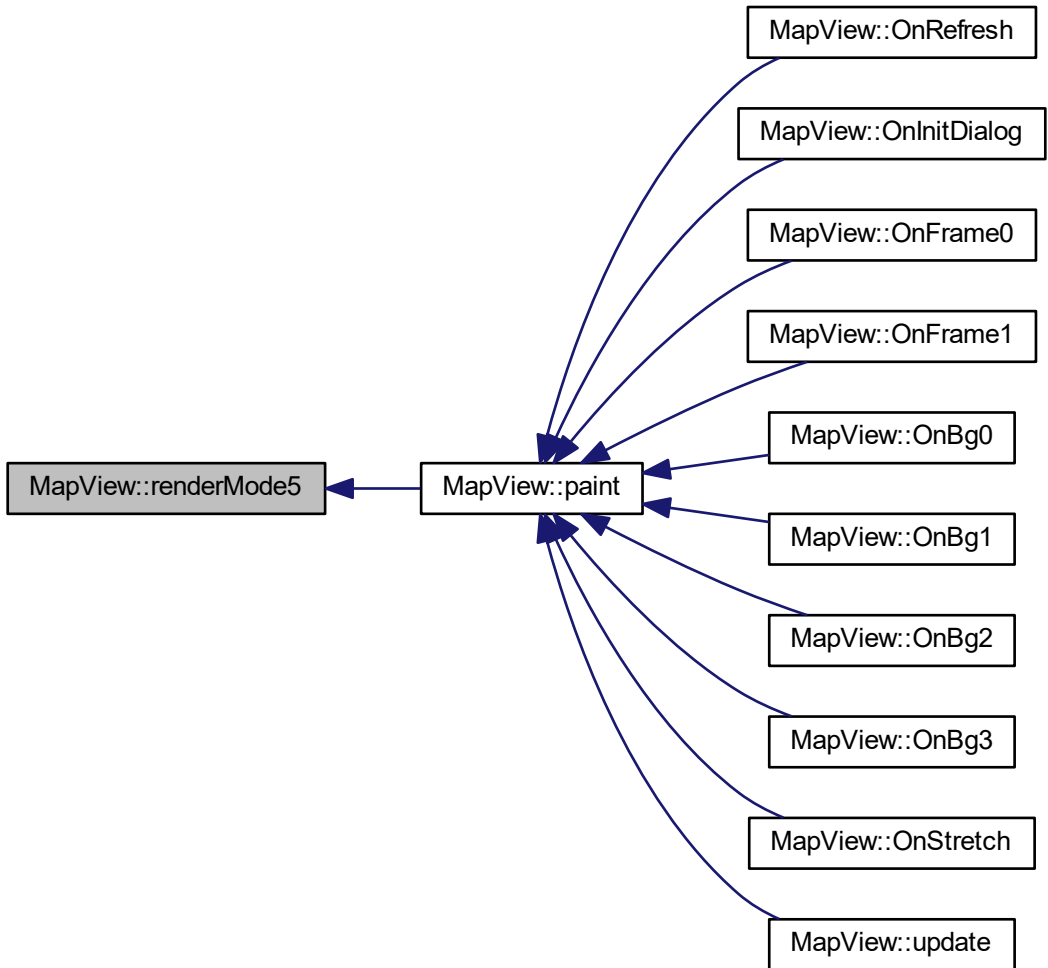 MapView::OnRefresh
MapView::OnInitDialog
MapView::OnFrame0
MapView::OnFrame1
MapView::OnBg0
MapView::renderMode5
MapView::paint
MapView::OnBg1
MapView::OnBg2
MapView::OnBg3
MapView::OnStretch
MapView::update